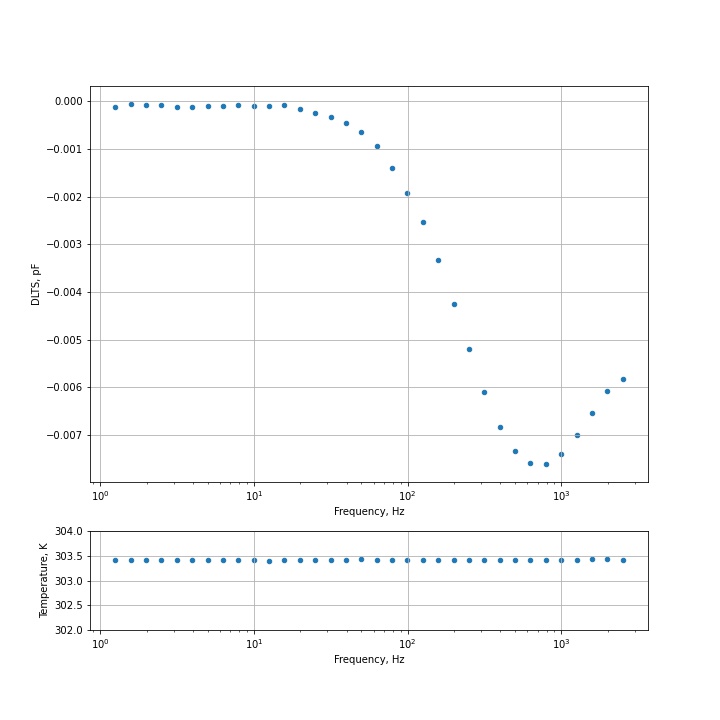 0.000
−0.001
−0.002
−0.003
−0.004
−0.005
−0.006
−0.007
DLTS, pF
10⁰ 10¹ 10² 10³
Frequency, Hz
304.0
303.5
303.0
302.5
302.0
Temperature, K
10⁰ 10¹ 10² 10³
Frequency, Hz